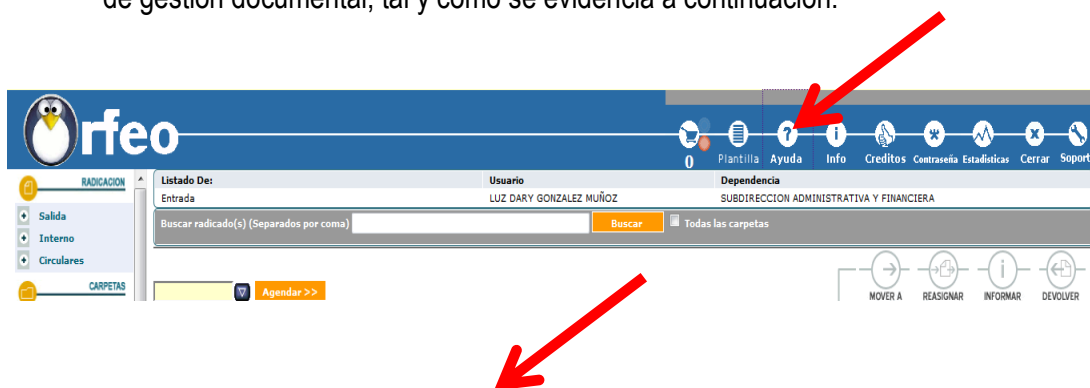 de gestión documental, tal y como se evidencia a continuación:
rfeo
0 Plantilla Ayuda Info Creditos Contraseña Estadisticas Cerrar Soport
RADICACION
Listado De: Usuario Dependencia
Entrada LUZ DARY GONZALEZ MUÑOZ SUBDIRECCION ADMINISTRATIVA Y FINANCIERA
Salida
Buscar radicado(s) (Separados por coma) Buscar Todas las carpetas
Interno
Circulares
CARPETAS
Agendar >>
MOVER A REASIGNAR INFORMAR DEVOLVER